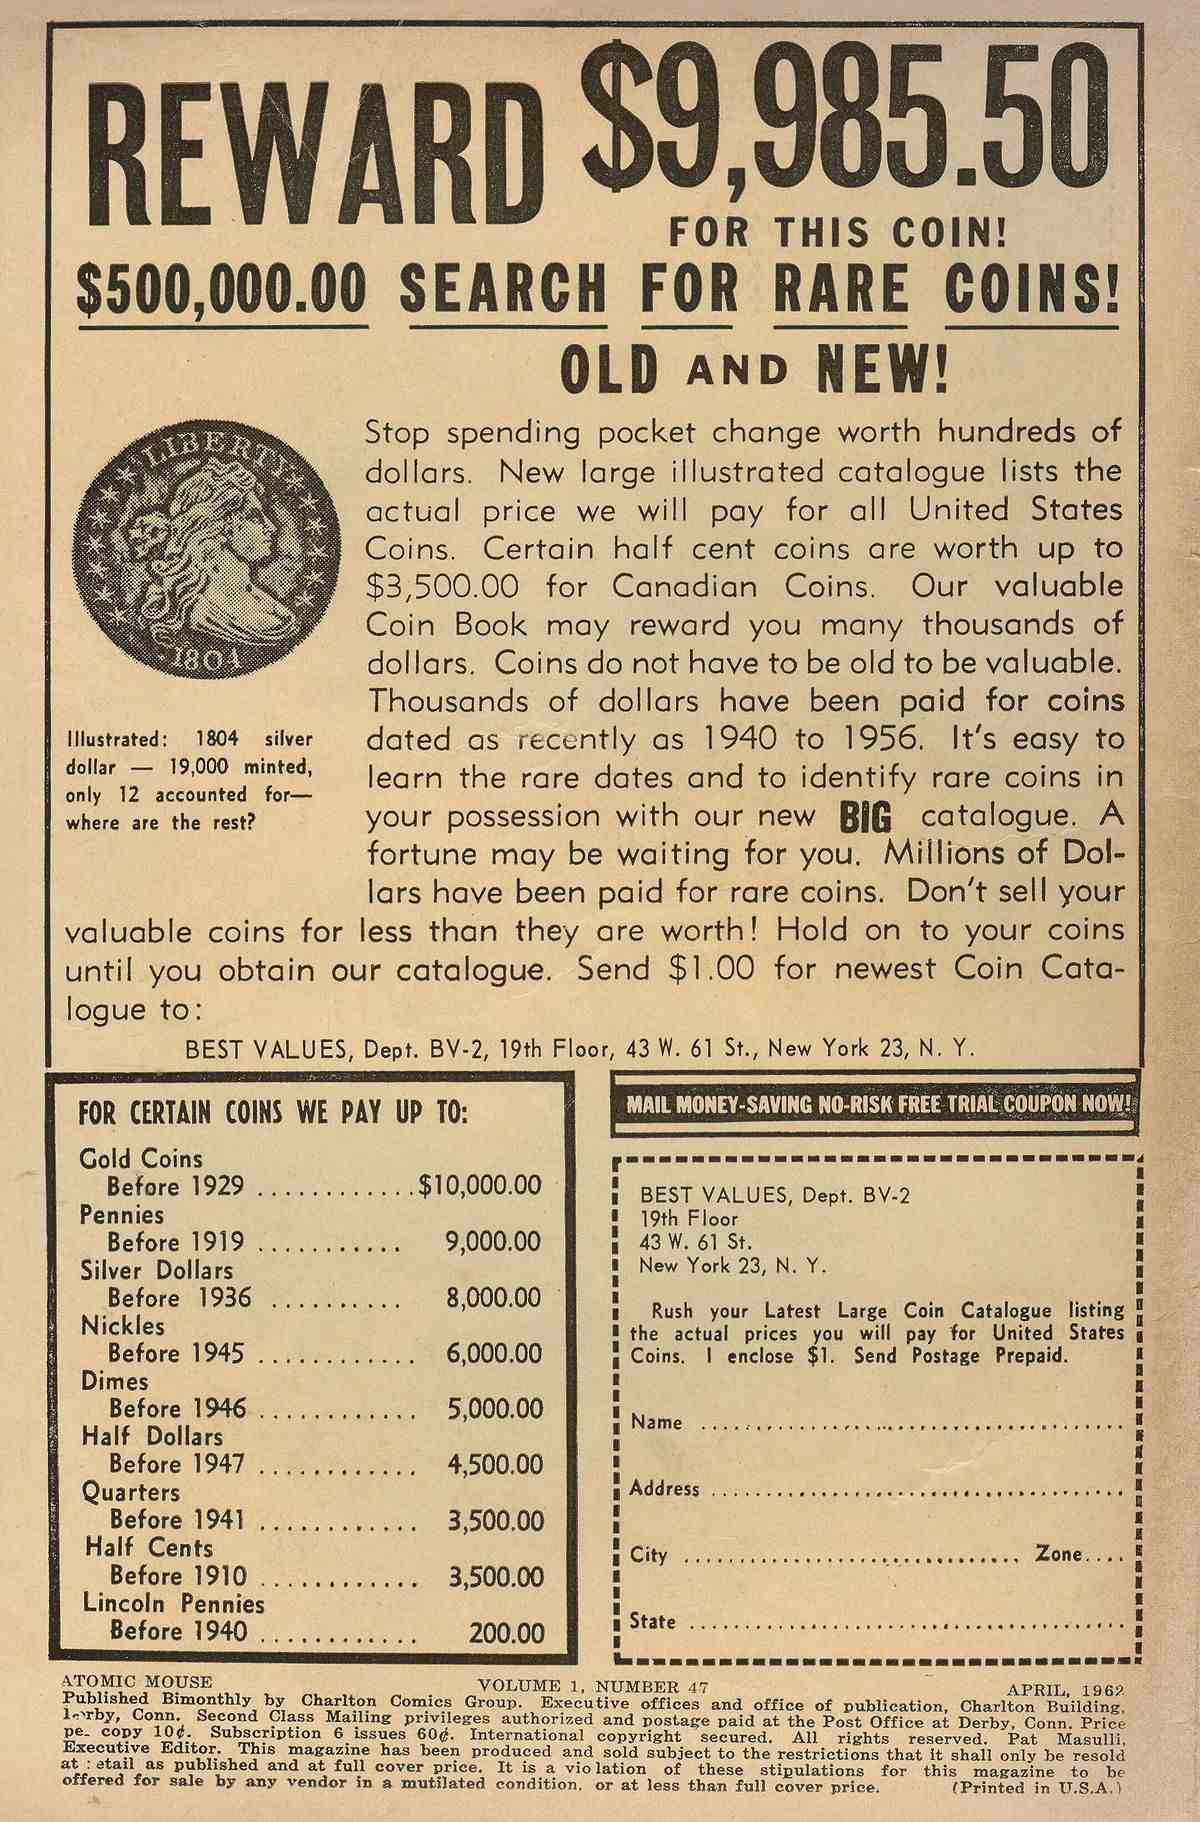 REWARD $9,985.50
FOR THIS COIN!
$500,000.00 SEARCH FOR RARE COINS!
OLD AND NEW!
LIBERTY
1804
Illustrated: 1804 silver
dollar — 19,000 minted,
only 12 accounted for—
where are the rest?
Stop spending pocket change worth hundreds of
dollars. New large illustrated catalogue lists the
actual price we will pay for all United States
Coins. Certain half cent coins are worth up to
$3,500.00 for Canadian Coins. Our valuable
Coin Book may reward you many thousands of
dollars. Coins do not have to be old to be valuable.
Thousands of dollars have been paid for coins
dated as recently as 1940 to 1956. It's easy to
learn the rare dates and to identify rare coins in
your possession with our new BIG catalogue. A
fortune may be waiting for you. Millions of Dol-
lars have been paid for rare coins. Don't sell your
valuable coins for less than they are worth! Hold on to your coins
until you obtain our catalogue. Send $1.00 for newest Coin Cata-
logue to:
BEST VALUES, Dept. BV-2, 19th Floor, 43 W. 61 St., New York 23, N. Y.
FOR CERTAIN COINS WE PAY UP TO:
Gold Coins
Before 1929 ............$10,000.00
Pennies
Before 1919 ........... 9,000.00
Silver Dollars
Before 1936 .......... 8,000.00
Nickles
Before 1945 ............ 6,000.00
Dimes
Before 1946 ............ 5,000.00
Half Dollars
Before 1947 ............ 4,500.00
Quarters
Before 1941 ............ 3,500.00
Half Cents
Before 1910 ............ 3,500.00
Lincoln Pennies
Before 1940 ............ 200.00
MAIL MONEY-SAVING NO-RISK FREE TRIAL COUPON NOW!
BEST VALUES, Dept. BV-2
19th Floor
43 W. 61 St.
New York 23, N. Y.
Rush your Latest Large Coin Catalogue listing
the actual prices you will pay for United States
Coins. I enclose $1. Send Postage Prepaid.
Name ........................................
Address ......................................
City ................................ Zone....
State ........................................
ATOMIC MOUSE VOLUME 1, NUMBER 47 APRIL, 1962
Published Bimonthly by Charlton Comics Group. Executive offices and office of publication, Charlton Building,
Derby, Conn. Second Class Mailing privileges authorized and postage paid at the Post Office at Derby, Conn. Price
per copy 10¢. Subscription 6 issues 60¢. International copyright secured. All rights reserved. Pat Masulli,
Executive Editor. This magazine has been produced and sold subject to the restrictions that it shall only be resold
at retail as published and at full cover price. It is a violation of these stipulations for this magazine to be
offered for sale by any vendor in a mutilated condition, or at less than full cover price. (Printed in U.S.A.)